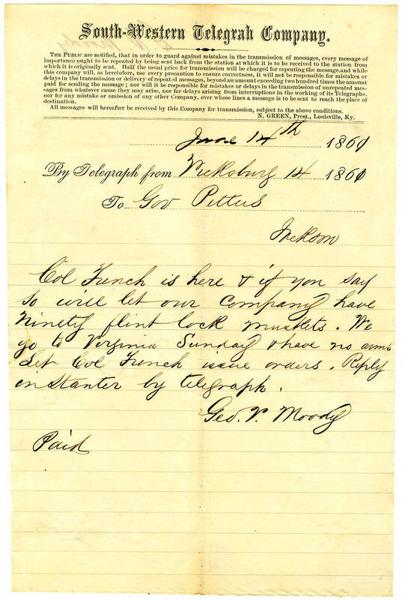 South-Western Telegrah Company.
THE PUBLIC are notified, that in order to guard against mistakes in the transmission of messages, every message of
importance ought to be repeated by being sent back from the station at which it is to be received to the station from
which it is originally sent. Half the usual price for transmission will be charged for repeating the message, and while
this company will, as heretofore, use every precaution to ensure correctness, it will not be responsible for mistakes or
delays in the transmission or delivery of repeated messages, beyond an amount exceeding two hundred times the amount
paid for sending the message; nor will it be responsible for mistakes or delays in the transmission of unrepeated messa-
ges from whatever cause they may arise, nor for delays arising from interruptions in the working of its Telegraphs,
nor for any mistake or omission of any other Company, over whose lines a message is to be sent to reach the place of
destination.
All messages will hereafter be received by this Company for transmission, subject to the above conditions.
N. GREEN, Prest., Louisville, Ky.
June 14th 1861
By Telegraph from Vicksburg 14 1861
To Gov Pettus
Jackson
Col French is here & if you say
so will let our Company have
ninety flint lock muskets. We
go to Virginia Sunday & have no arms
Let Col French issue orders. Reply
instanter by telegraph.
Geo. V. Moody
Paid